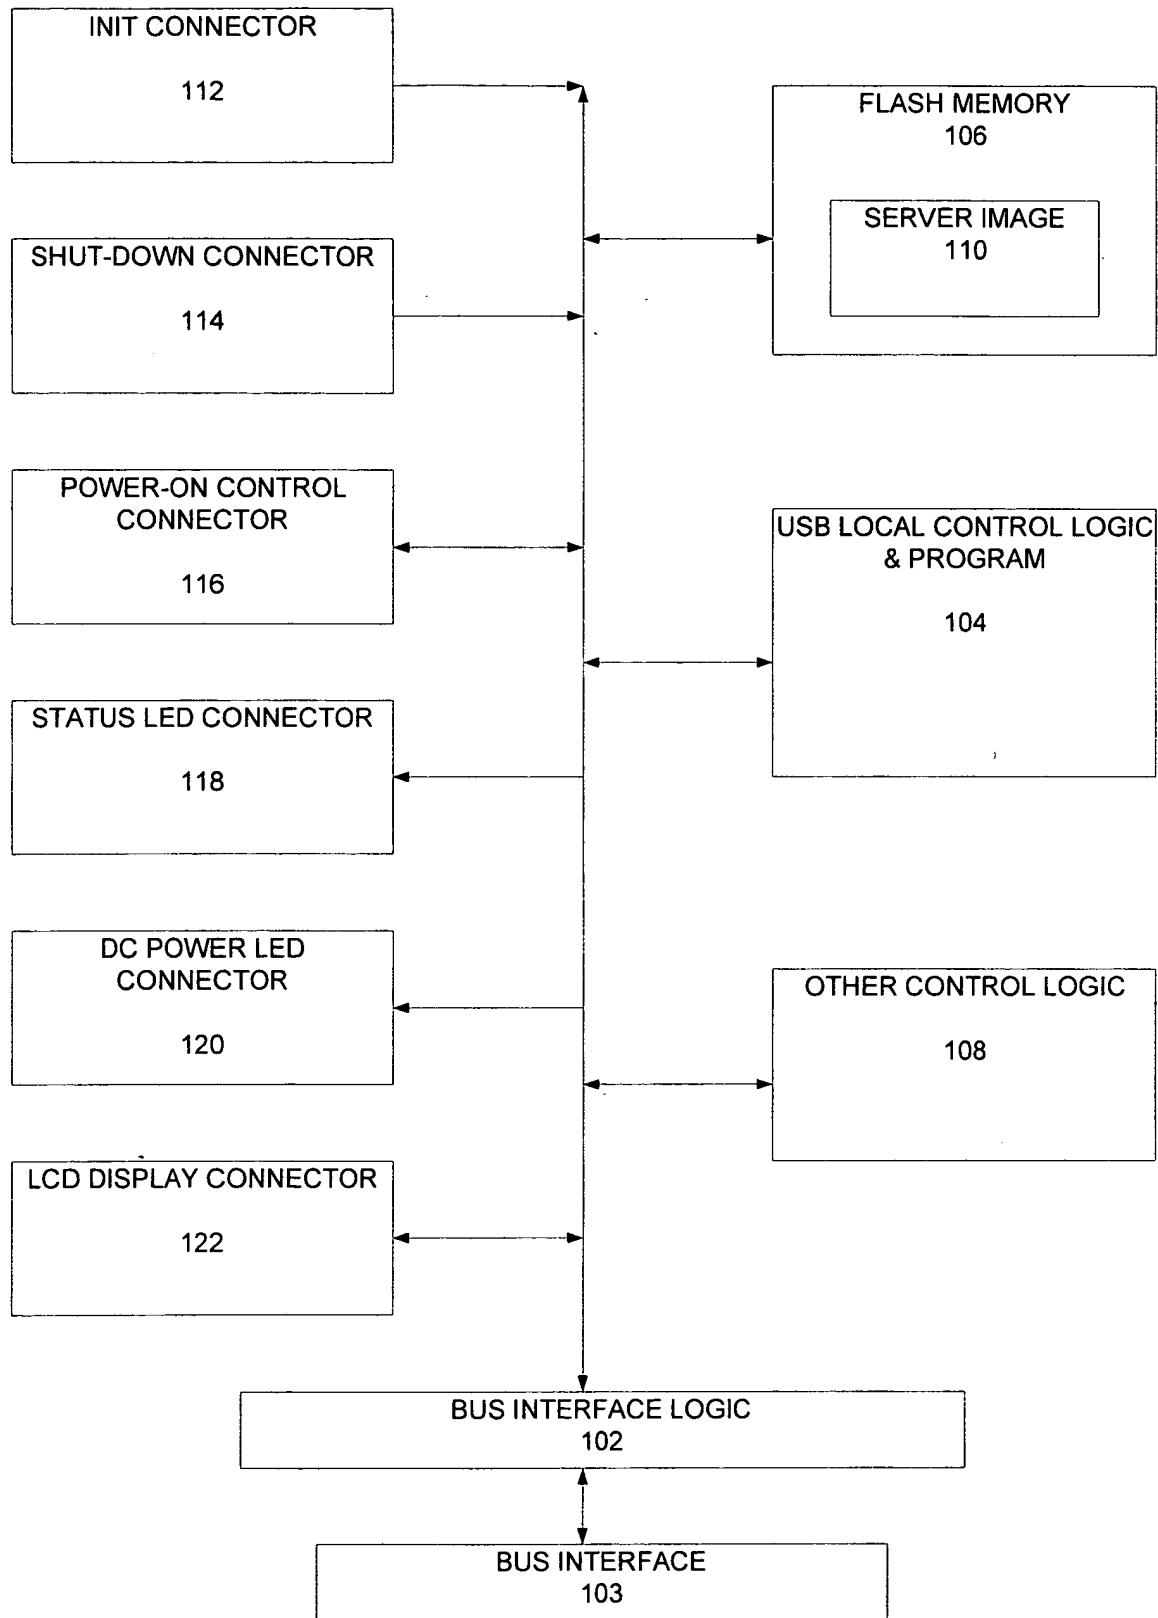 INIT CONNECTOR
112
FLASH MEMORY
106
SERVER IMAGE
110
SHUT-DOWN CONNECTOR
114
POWER-ON CONTROL
CONNECTOR
116
USB LOCAL CONTROL LOGIC
& PROGRAM
104
STATUS LED CONNECTOR
118
DC POWER LED
CONNECTOR
120
OTHER CONTROL LOGIC
108
LCD DISPLAY CONNECTOR
122
BUS INTERFACE LOGIC
102
BUS INTERFACE
103